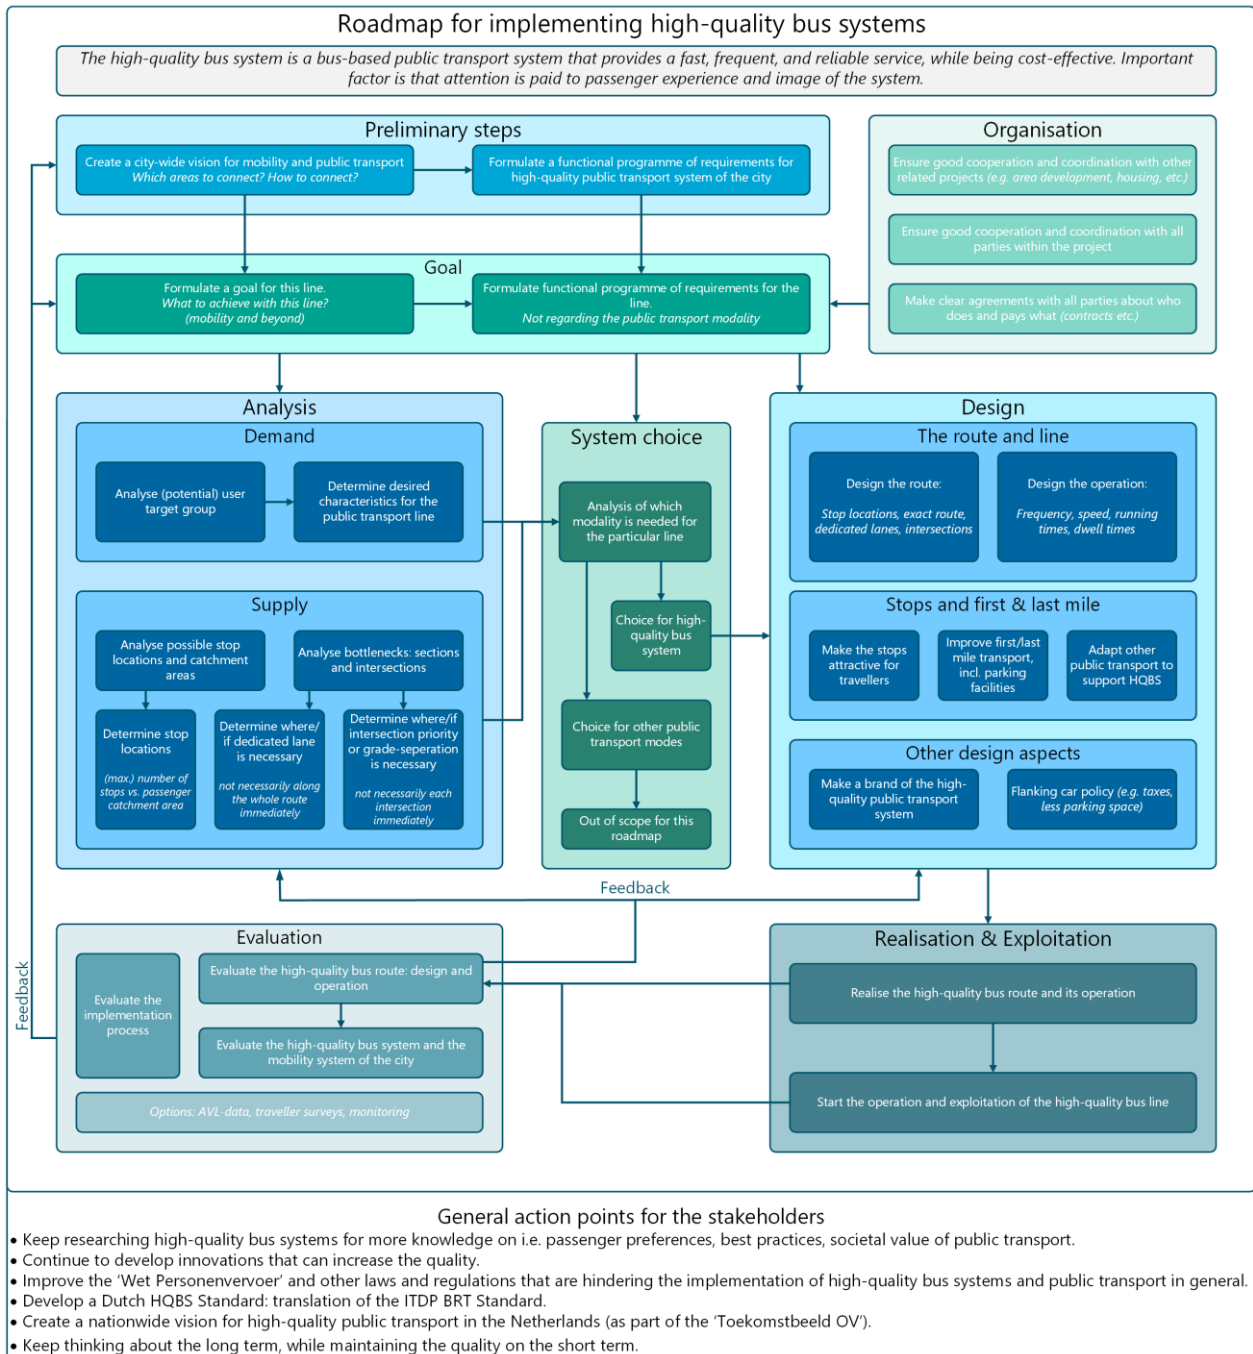 Roadmap for implementing high-quality bus systems
The high-quality bus system is a bus-based public transport system that provides a fast, frequent, and reliable service, while being cost-effective. Important
factor is that attention is paid to passenger experience and image of the system.
Preliminary steps
Create a city-wide vision for mobility and public transport
Which areas to connect? How to connect?
Formulate a functional programme of requirements for
high-quality public transport system of the city
Organisation
Ensure good cooperation and coordination with other
related projects (e.g. area development, housing, etc.)
Ensure good cooperation and coordination with all
parties within the project
Make clear agreements with all parties about who
does and pays what (contracts etc.)
Goal
Formulate a goal for this line.
What to achieve with this line?
(mobility and beyond)
Formulate functional programme of requirements for the
line.
Not regarding the public transport modality
Analysis
Demand
Analyse (potential) user
target group
Determine desired
characteristics for the
public transport line
Supply
Analyse possible stop
locations and catchment
areas
Analyse bottlenecks: sections
and intersections
Determine stop
locations
(max.) number of
stops vs. passenger
catchment area
Determine where/
if dedicated lane is
necessary
not necessarily along
the whole route
immediately
Determine where/if
intersection priority
or grade-seperation
is necessary
not necessarily each
intersection
immediately
System choice
Analysis of which
modality is needed for
the particular line
Choice for high-
quality bus
system
Choice for other public
transport modes
Out of scope for this
roadmap
Design
The route and line
Design the route:
Stop locations, exact route,
dedicated lanes, intersections
Design the operation:
Frequency, speed, running
times, dwell times
Stops and first & last mile
Make the stops
attractive for
travellers
Improve first/last
mile transport,
incl. parking
facilities
Adapt other
public transport to
support HQBS
Other design aspects
Make a brand of the high-
quality public transport
system
Flanking car policy (e.g. taxes,
less parking space)
Feedback
Feedback
Evaluation
Evaluate the
implementation
process
Evaluate the high-quality bus route: design and
operation
Evaluate the high-quality bus system and the
mobility system of the city
Options: AVL-data, traveller surveys, monitoring
Realisation & Exploitation
Realise the high-quality bus route and its operation
Start the operation and exploitation of the high-quality bus line
General action points for the stakeholders
• Keep researching high-quality bus systems for more knowledge on i.e. passenger preferences, best practices, societal value of public transport.
• Continue to develop innovations that can increase the quality.
• Improve the ‘Wet Personenvervoer’ and other laws and regulations that are hindering the implementation of high-quality bus systems and public transport in general.
• Develop a Dutch HQBS Standard: translation of the ITDP BRT Standard.
• Create a nationwide vision for high-quality public transport in the Netherlands (as part of the ‘Toekomstbeeld OV’).
• Keep thinking about the long term, while maintaining the quality on the short term.